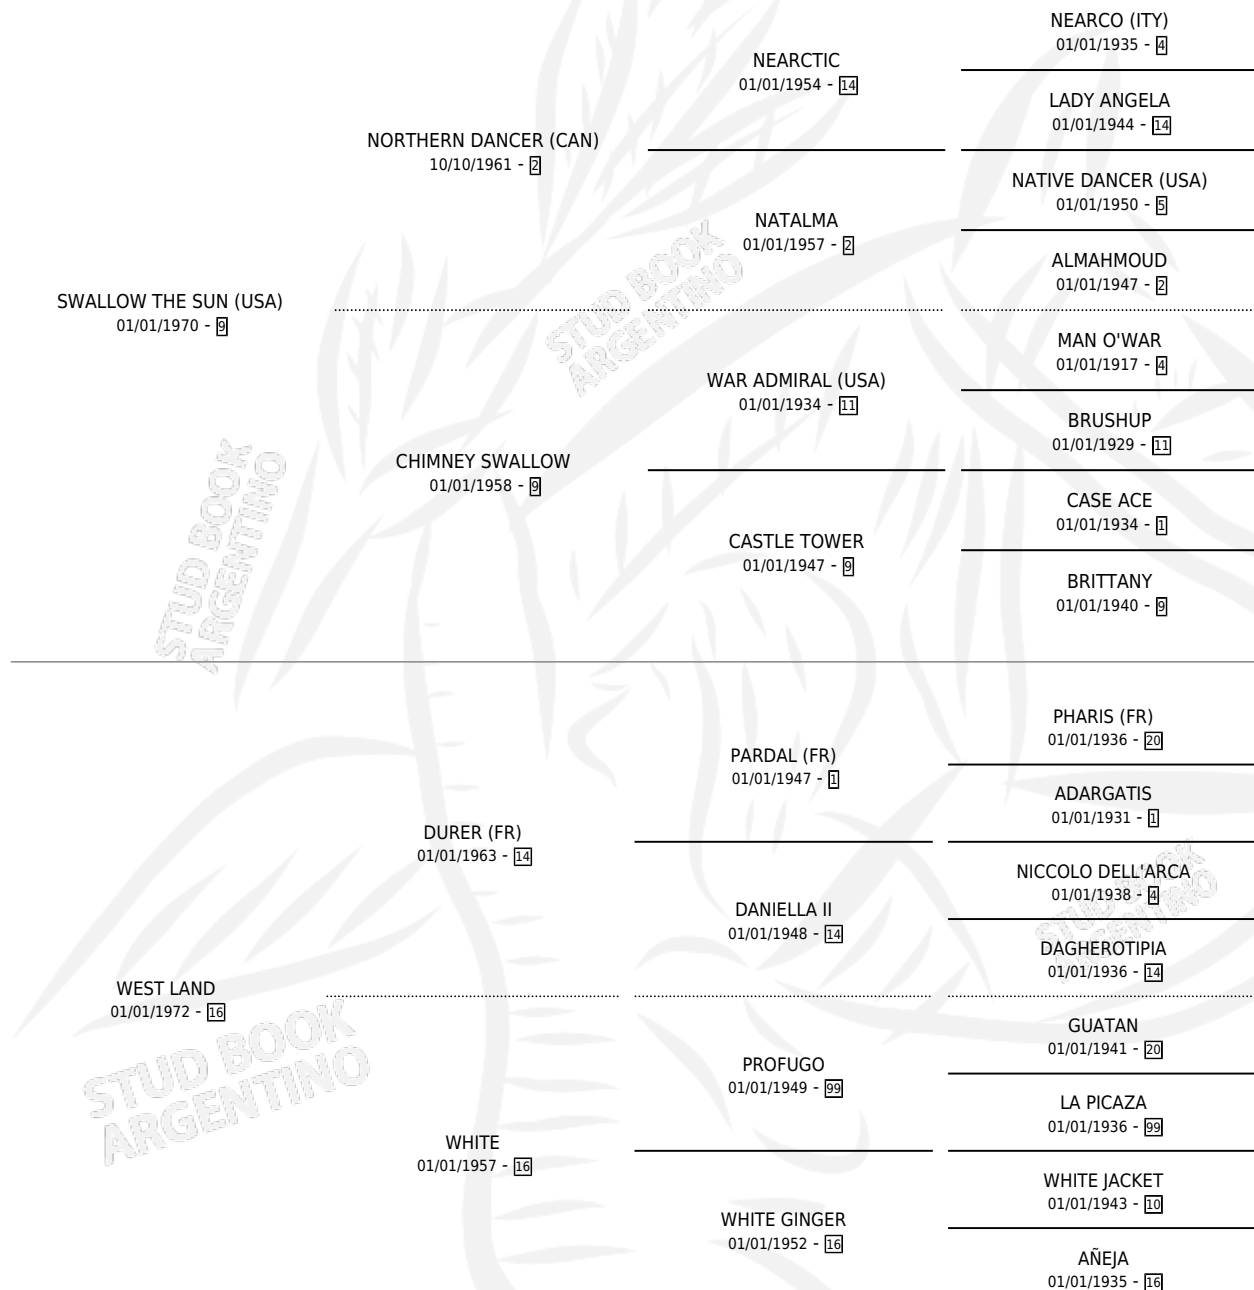 NEARCO (ITY)
01/01/1935 - 4
NEARCTIC
01/01/1954 - 14
LADY ANGELA
01/01/1944 - 14
NORTHERN DANCER (CAN)
10/10/1961 - 2
NATIVE DANCER (USA)
01/01/1950 - 5
NATALMA
01/01/1957 - 2
ALMAHMOUD
01/01/1947 - 2
SWALLOW THE SUN (USA)
01/01/1970 - 9
MAN O'WAR
01/01/1917 - 4
WAR ADMIRAL (USA)
01/01/1934 - 11
BRUSHUP
01/01/1929 - 11
CHIMNEY SWALLOW
01/01/1958 - 9
CASE ACE
01/01/1934 - 1
CASTLE TOWER
01/01/1947 - 9
BRITTANY
01/01/1940 - 9
PHARIS (FR)
01/01/1936 - 20
PARDAL (FR)
01/01/1947 - 1
ADARGATIS
01/01/1931 - 1
DURER (FR)
01/01/1963 - 14
NICCOLO DELL'ARCA
01/01/1938 - 4
DANIELLA II
01/01/1948 - 14
DAGHEROTIPIA
01/01/1936 - 14
WEST LAND
01/01/1972 - 16
GUATAN
01/01/1941 - 20
PROFUGO
01/01/1949 - 99
LA PICAZA
01/01/1936 - 99
WHITE
01/01/1957 - 16
WHITE JACKET
01/01/1943 - 10
WHITE GINGER
01/01/1952 - 16
AÑEJA
01/01/1935 - 16
STUD BOOK
ARGENTINO
STUD BOOK
ARGENTINO
STUD BOOK
ARGENTINO
STUD BOOK
ARGENTINO